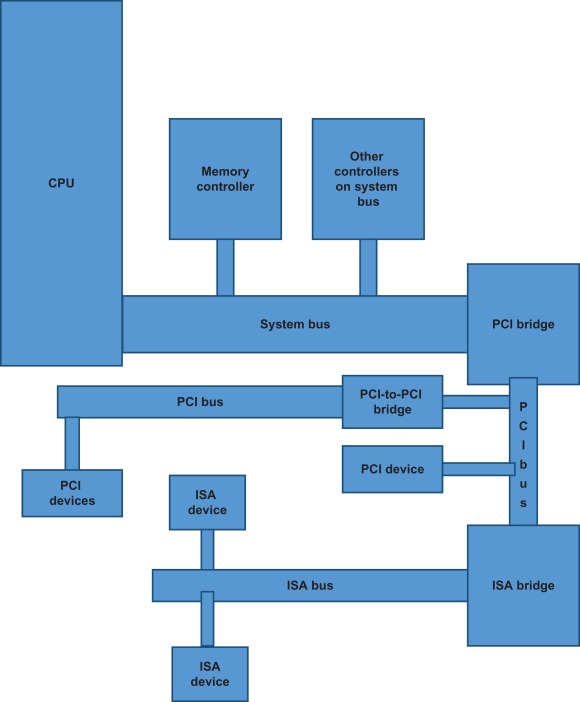 CPU
Memory
controller
Other
controllers
on system
bus
System bus
PCI bridge
PCI bus
PCI-to-PCI
bridge
PCI bus
PCI device
PCI
devices
ISA
device
ISA bus
ISA bridge
ISA
device